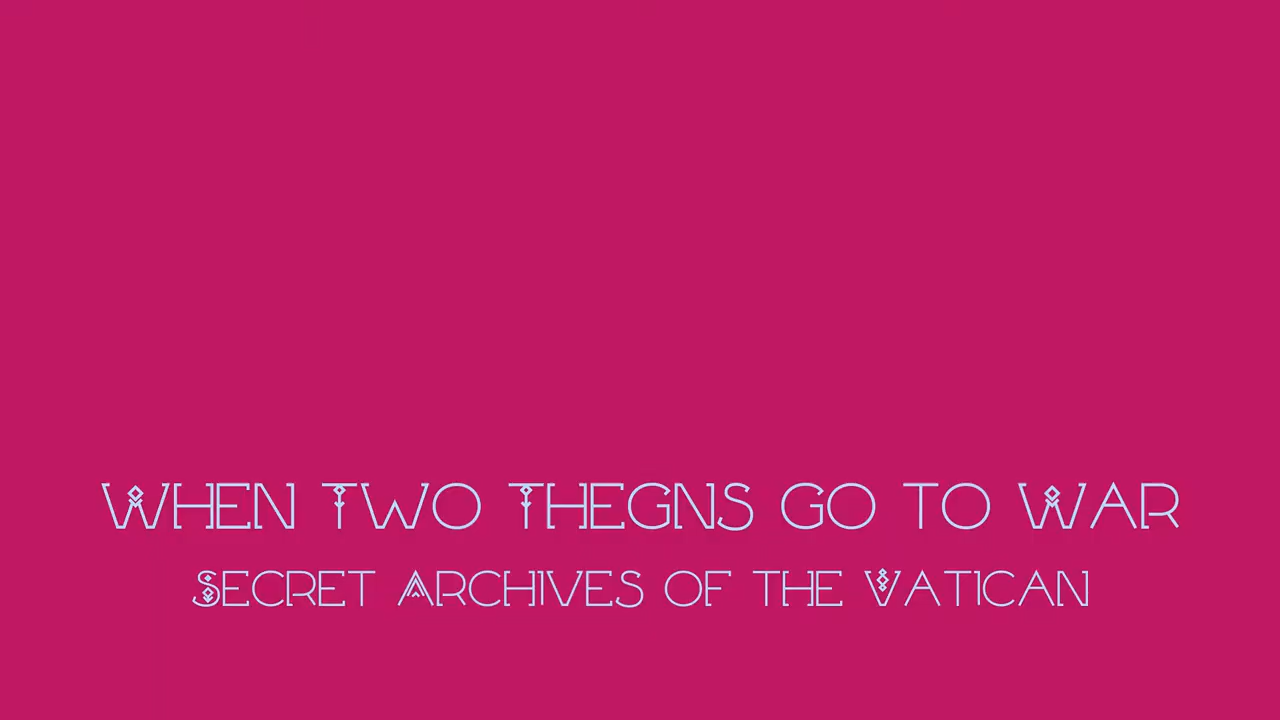 When Two Thegns go to War
Secret Archives of the Vatican